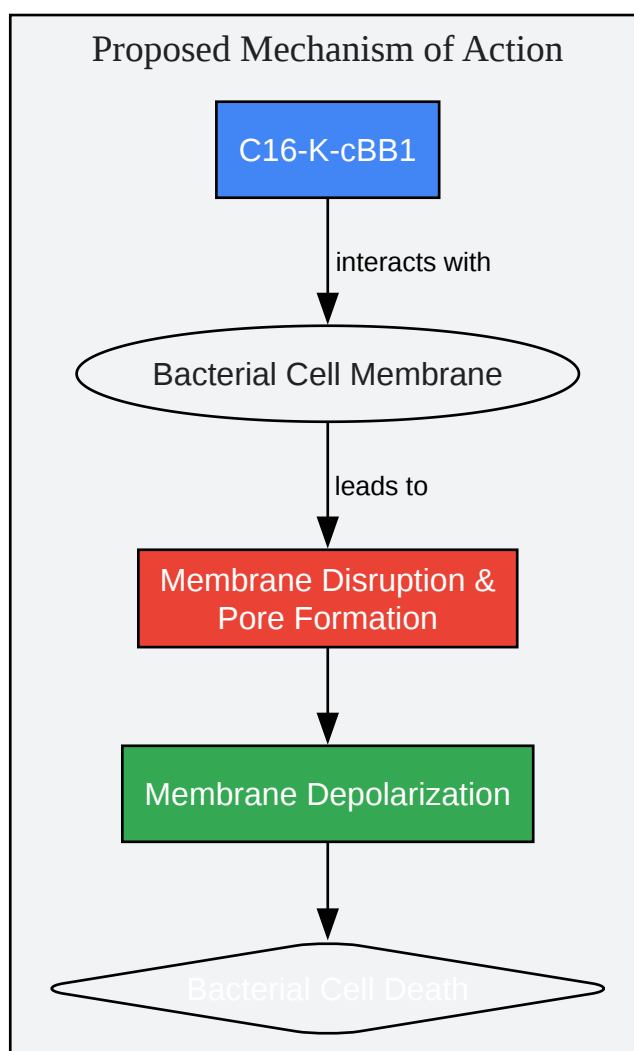 Proposed Mechanism of Action
C16-K-cBB1
interacts with
Bacterial Cell Membrane
leads to
Membrane Disruption &
Pore Formation
Membrane Depolarization
Bacterial Cell Death